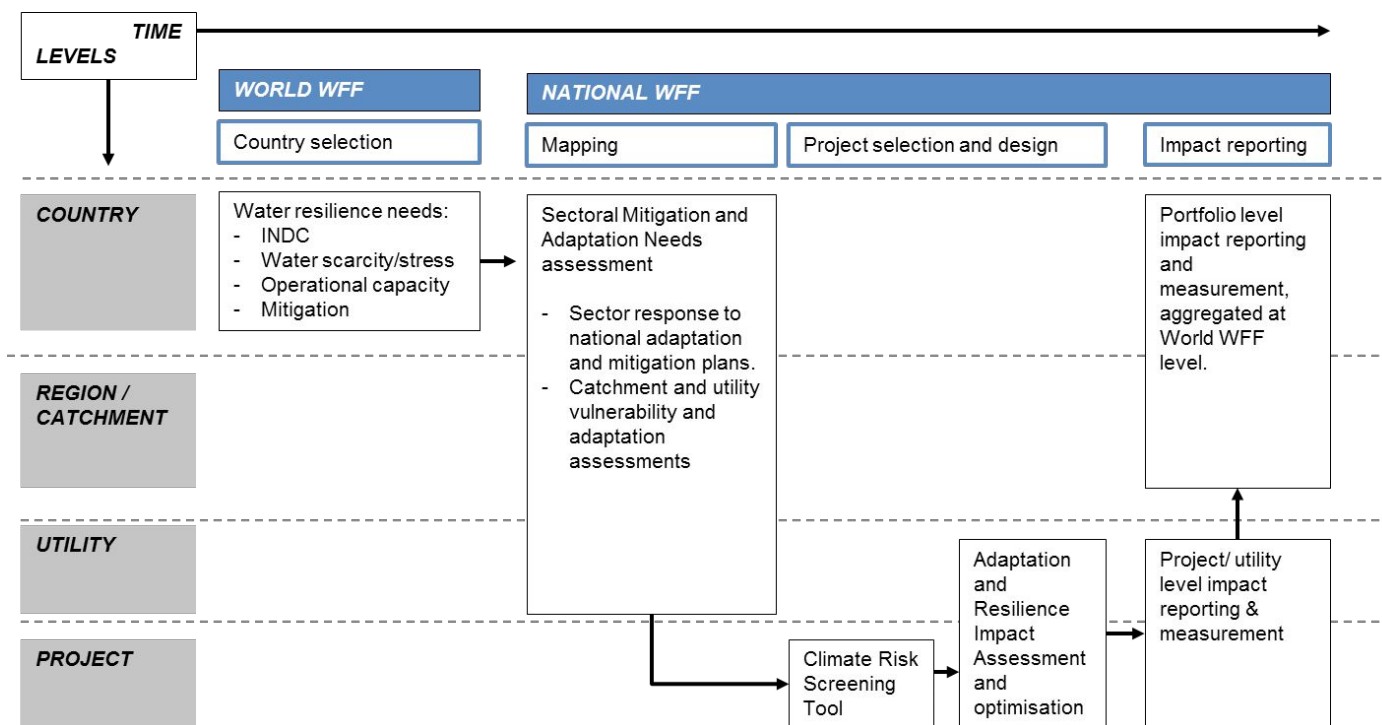 TIME
LEVELS
WORLD WFF
NATIONAL WFF
Country selection
Mapping
Project selection and design
Impact reporting
COUNTRY
Water resilience needs:
- INDC
- Water scarcity/stress
- Operational capacity
- Mitigation
Sectoral Mitigation and
Adaptation Needs
assessment
- Sector response to
national adaptation
and mitigation plans.
- Catchment and utility
vulnerability and
adaptation
assessments
Portfolio level
impact reporting
and
measurement,
aggregated at
World WFF
level.
REGION /
CATCHMENT
UTILITY
Adaptation
and
Resilience
Impact
Assessment
and
optimisation
Project/ utility
level impact
reporting &
measurement
PROJECT
Climate Risk
Screening
Tool